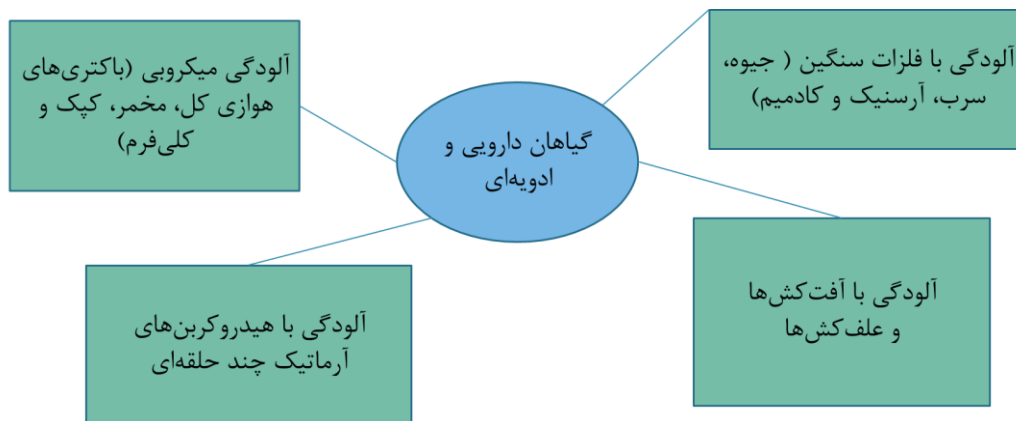 آلودگی با فلزات سنگین ( جیوه،
سرب، آرسنیک و کادمیم)
آلودگی میکروبی (باکتری‌های
هوازی کل، مخمر، کپک و
کلی‌فرم)
گیاهان دارویی و
ادویه‌ای
آلودگی با آفت‌کش‌ها
و علف‌کش‌ها
آلودگی با هیدروکربن‌های
آرماتیک چند حلقه‌ای